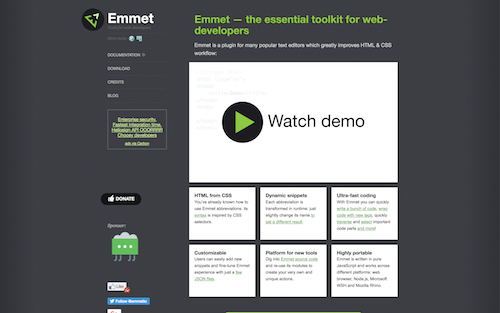 Emmet
DOCUMENTATION
DOWNLOAD
CREDITS
BLOG
Enterprise security.
Fastest integration time.
ads via Carbon
DONATE
Sponsor:
Like
Follow @emmetio
Emmet — the essential toolkit for web-
developers
Emmet is a plugin for many popular text editors which greatly improves HTML & CSS
workflow:
Watch demo
HTML from CSS
You've already known how to
use Emmet abbreviations: its
syntax is inspired by CSS
selectors.
Dynamic snippets
Each abbreviation is
transformed in runtime: just
slightly change its name to
get a different result.
Ultra-fast coding
With Emmet you can quickly
write a bunch of code, wrap
code with new tags, quickly
traverse and select important
code parts and more!
Customizable
Users can easily add new
snippets and fine-tune Emmet
experience with just a few
JSON files.
Platform for new tools
Dig into Emmet source code
and re-use its modules to
create your very own and
unique actions.
Highly portable
Emmet is written in pure
JavaScript and works across
different platforms: web
browser, Node.js, Microsoft
WSH and Mozilla Rhino.